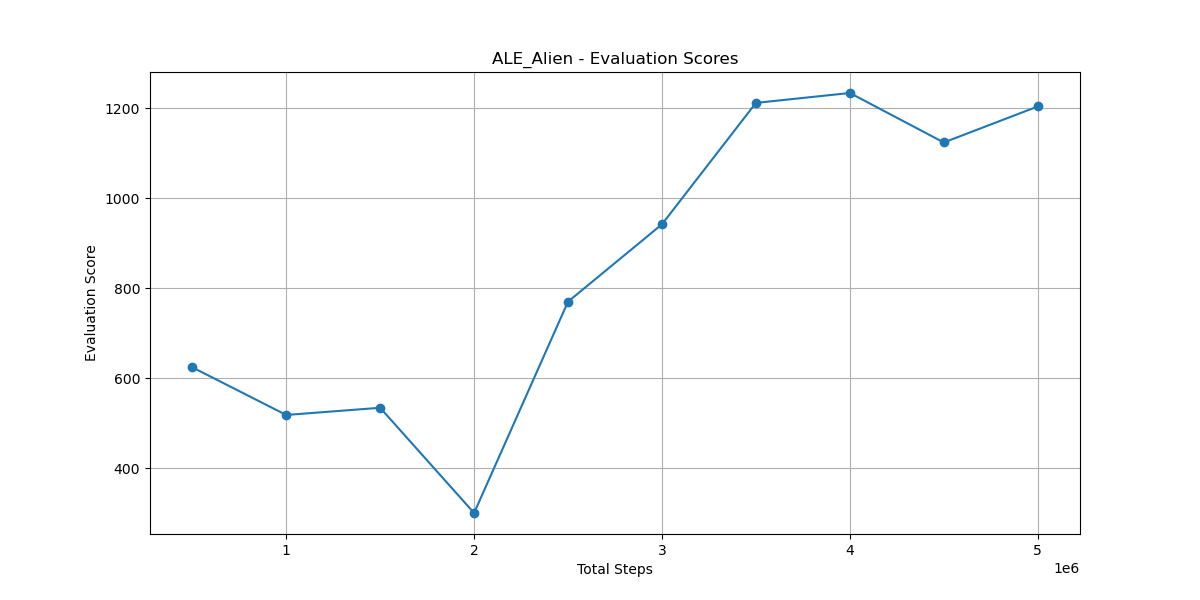 ALE_Alien - Evaluation Scores
Evaluation Score
1200
1000
800
600
400
1 2 3 4 5
1e6
Total Steps